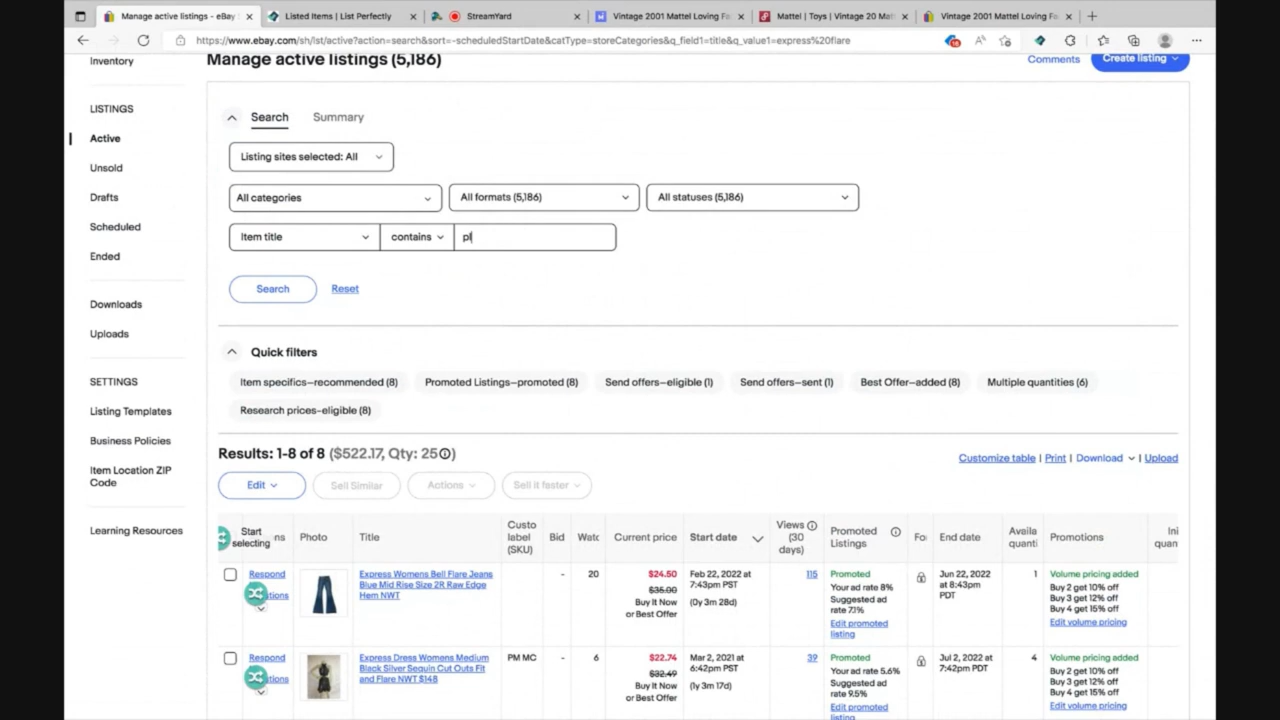 Manage active listings - eBay
Listed Items | List Perfectly
StreamYard
Vintage 2001 Mattel Loving Fa
Mattel | Toys | Vintage 20 Mat
Vintage 2001 Mattel Loving Fa
https://www.ebay.com/sh/lst/active?action=search&sort=-scheduledStartDate&catType=storeCategories&q_field1=title&q_value1=express%20flare
Inventory
LISTINGS
Active
Unsold
Drafts
Scheduled
Ended
Downloads
Uploads
SETTINGS
Listing Templates
Business Policies
Item Location ZIP
Code
Learning Resources
Manage active listings (5,186)
Comments
Create listing
Search
Summary
Listing sites selected: All
All categories
All formats (5,186)
All statuses (5,186)
Item title
contains
pl
Search
Reset
Quick filters
Item specifics–recommended (8)
Promoted Listings–promoted (8)
Send offers–eligible (1)
Send offers–sent (1)
Best Offer–added (8)
Multiple quantities (6)
Research prices–eligible (8)
Results: 1-8 of 8 ($522.17, Qty: 25)
Customize table | Print | Download | Upload
Edit
Sell Similar
Actions
Sell it faster
Start
selecting
ns
Photo
Title
Custo
label
(SKU)
Bid
Watc
Current price
Start date
Views
(30
days)
Promoted
Listings
Fo
End date
Availa
quanti
Promotions
Ini
quan
Respond
tions
Express Womens Bell Flare Jeans
Blue Mid Rise Size 2R Raw Edge
Hem NWT
-
20
$24.50
$35.00
Buy It Now
or Best Offer
Feb 22, 2022 at
7:43pm PST
(0y 3m 28d)
115
Promoted
Your ad rate 8%
Suggested ad
rate 7.1%
Edit promoted
listing
Jun 22, 2022
at 8:43pm
PDT
1
Volume pricing added
Buy 2 get 10% off
Buy 3 get 12% off
Buy 4 get 15% off
Edit volume pricing
Respond
tions
Express Dress Womens Medium
Black Silver Sequin Cut Outs Fit
and Flare NWT $148
PM MC
-
6
$22.74
$32.49
Buy It Now
or Best Offer
Mar 2, 2021 at
6:42pm PST
(1y 3m 17d)
39
Promoted
Your ad rate 5.6%
Suggested ad
rate 9.5%
Edit promoted
listing
Jul 2, 2022 at
7:42pm PDT
4
Volume pricing added
Buy 2 get 10% off
Buy 3 get 12% off
Buy 4 get 15% off
Edit volume pricing